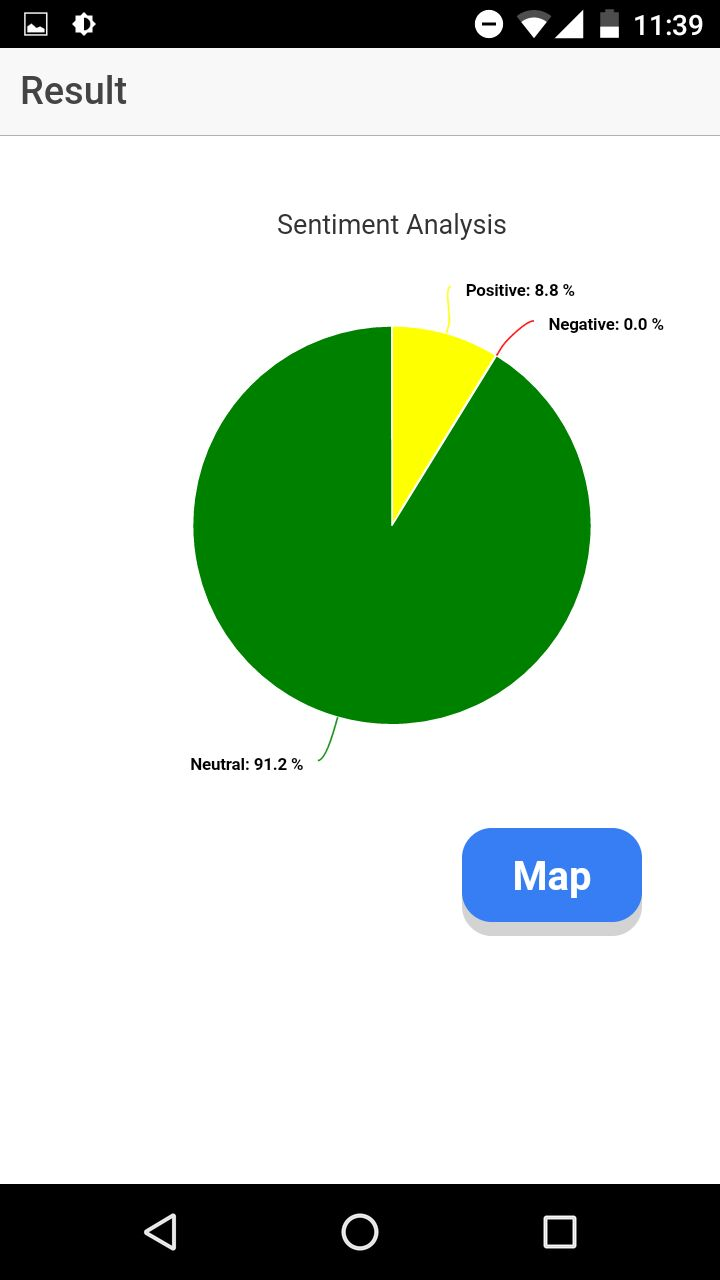 11:39
Result
Sentiment Analysis
Positive: 8.8 %
Negative: 0.0 %
Neutral: 91.2 %
Map